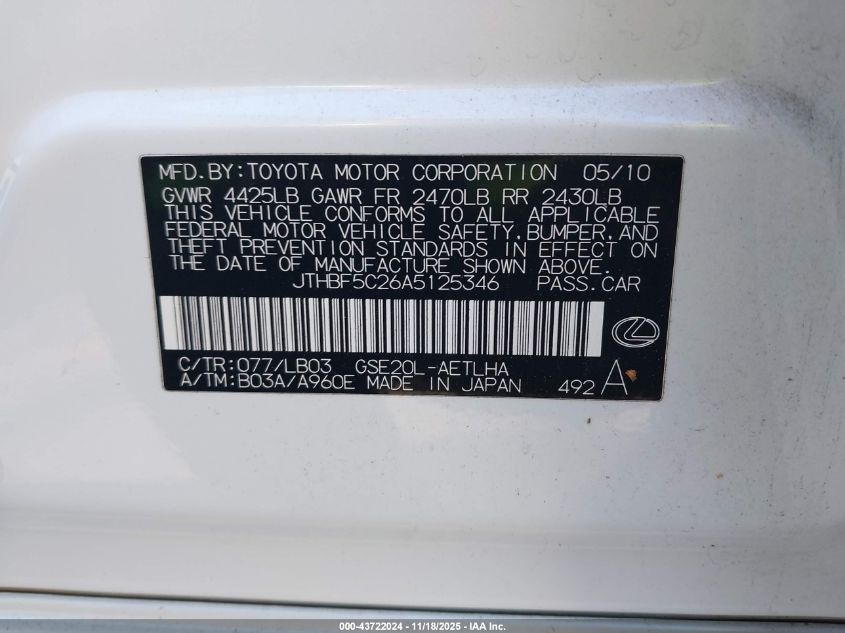 MFD.BY:TOYOTA MOTOR CORPORATION 05/10
GVWR 4425LB GAWR FR 2470LB RR 2430LB
THIS VEHICLE CONFORMS TO ALL APPLICABLE
FEDERAL MOTOR VEHICLE SAFETY,BUMPER,AND
THEFT PREVENTION STANDARDS IN EFFECT ON
THE DATE OF MANUFACTURE SHOWN ABOVE.
JTHBF5C26A5125346 PASS.CAR
C/TR:077/LB03 GSE20L-AETLHA
A/TM:B03A/A960E MADE IN JAPAN 492 A
000-43722024 - 11/18/2025 - IAA Inc.